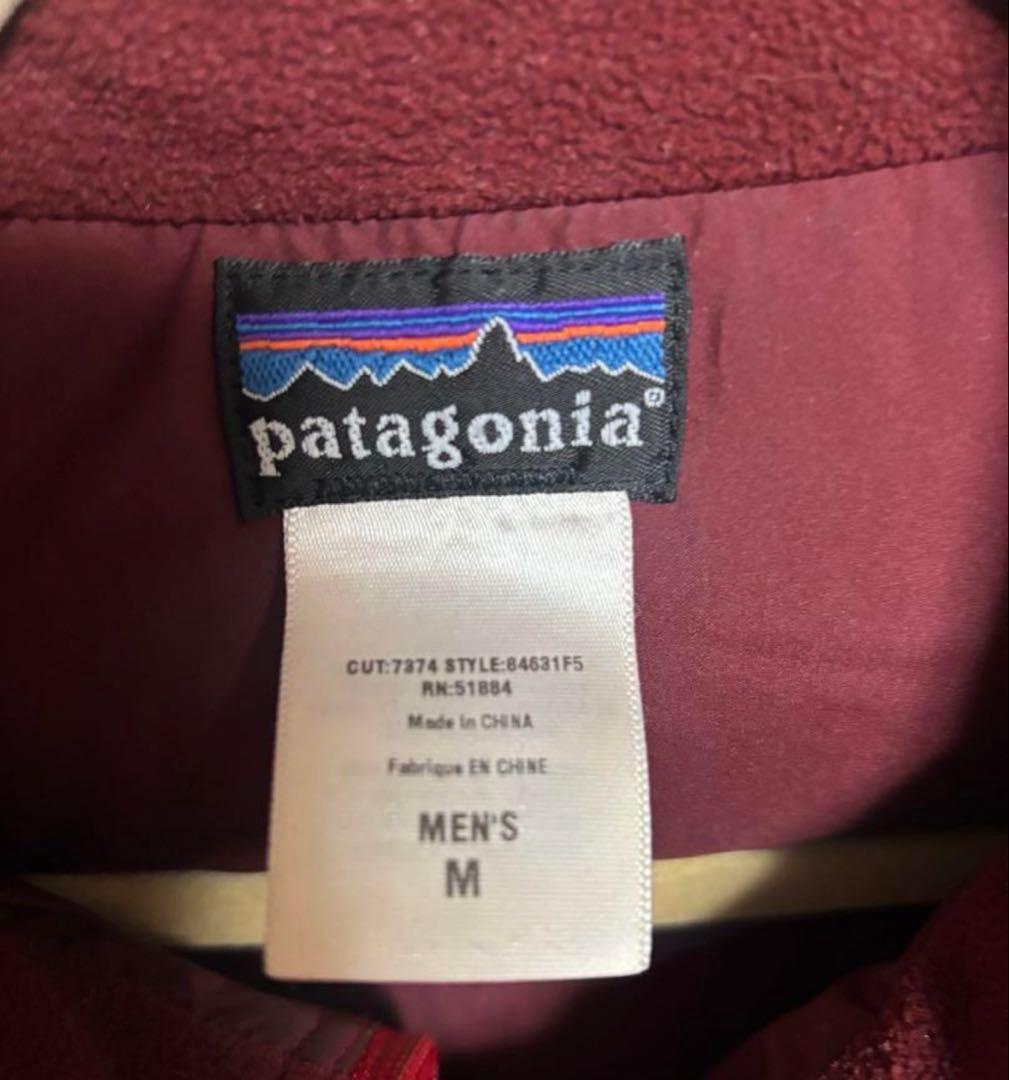 patagonia®
CUT:7374 STYLE:84631F5
RN:51884
Made in CHINA
Fabrique EN CHINE
MEN'S
M